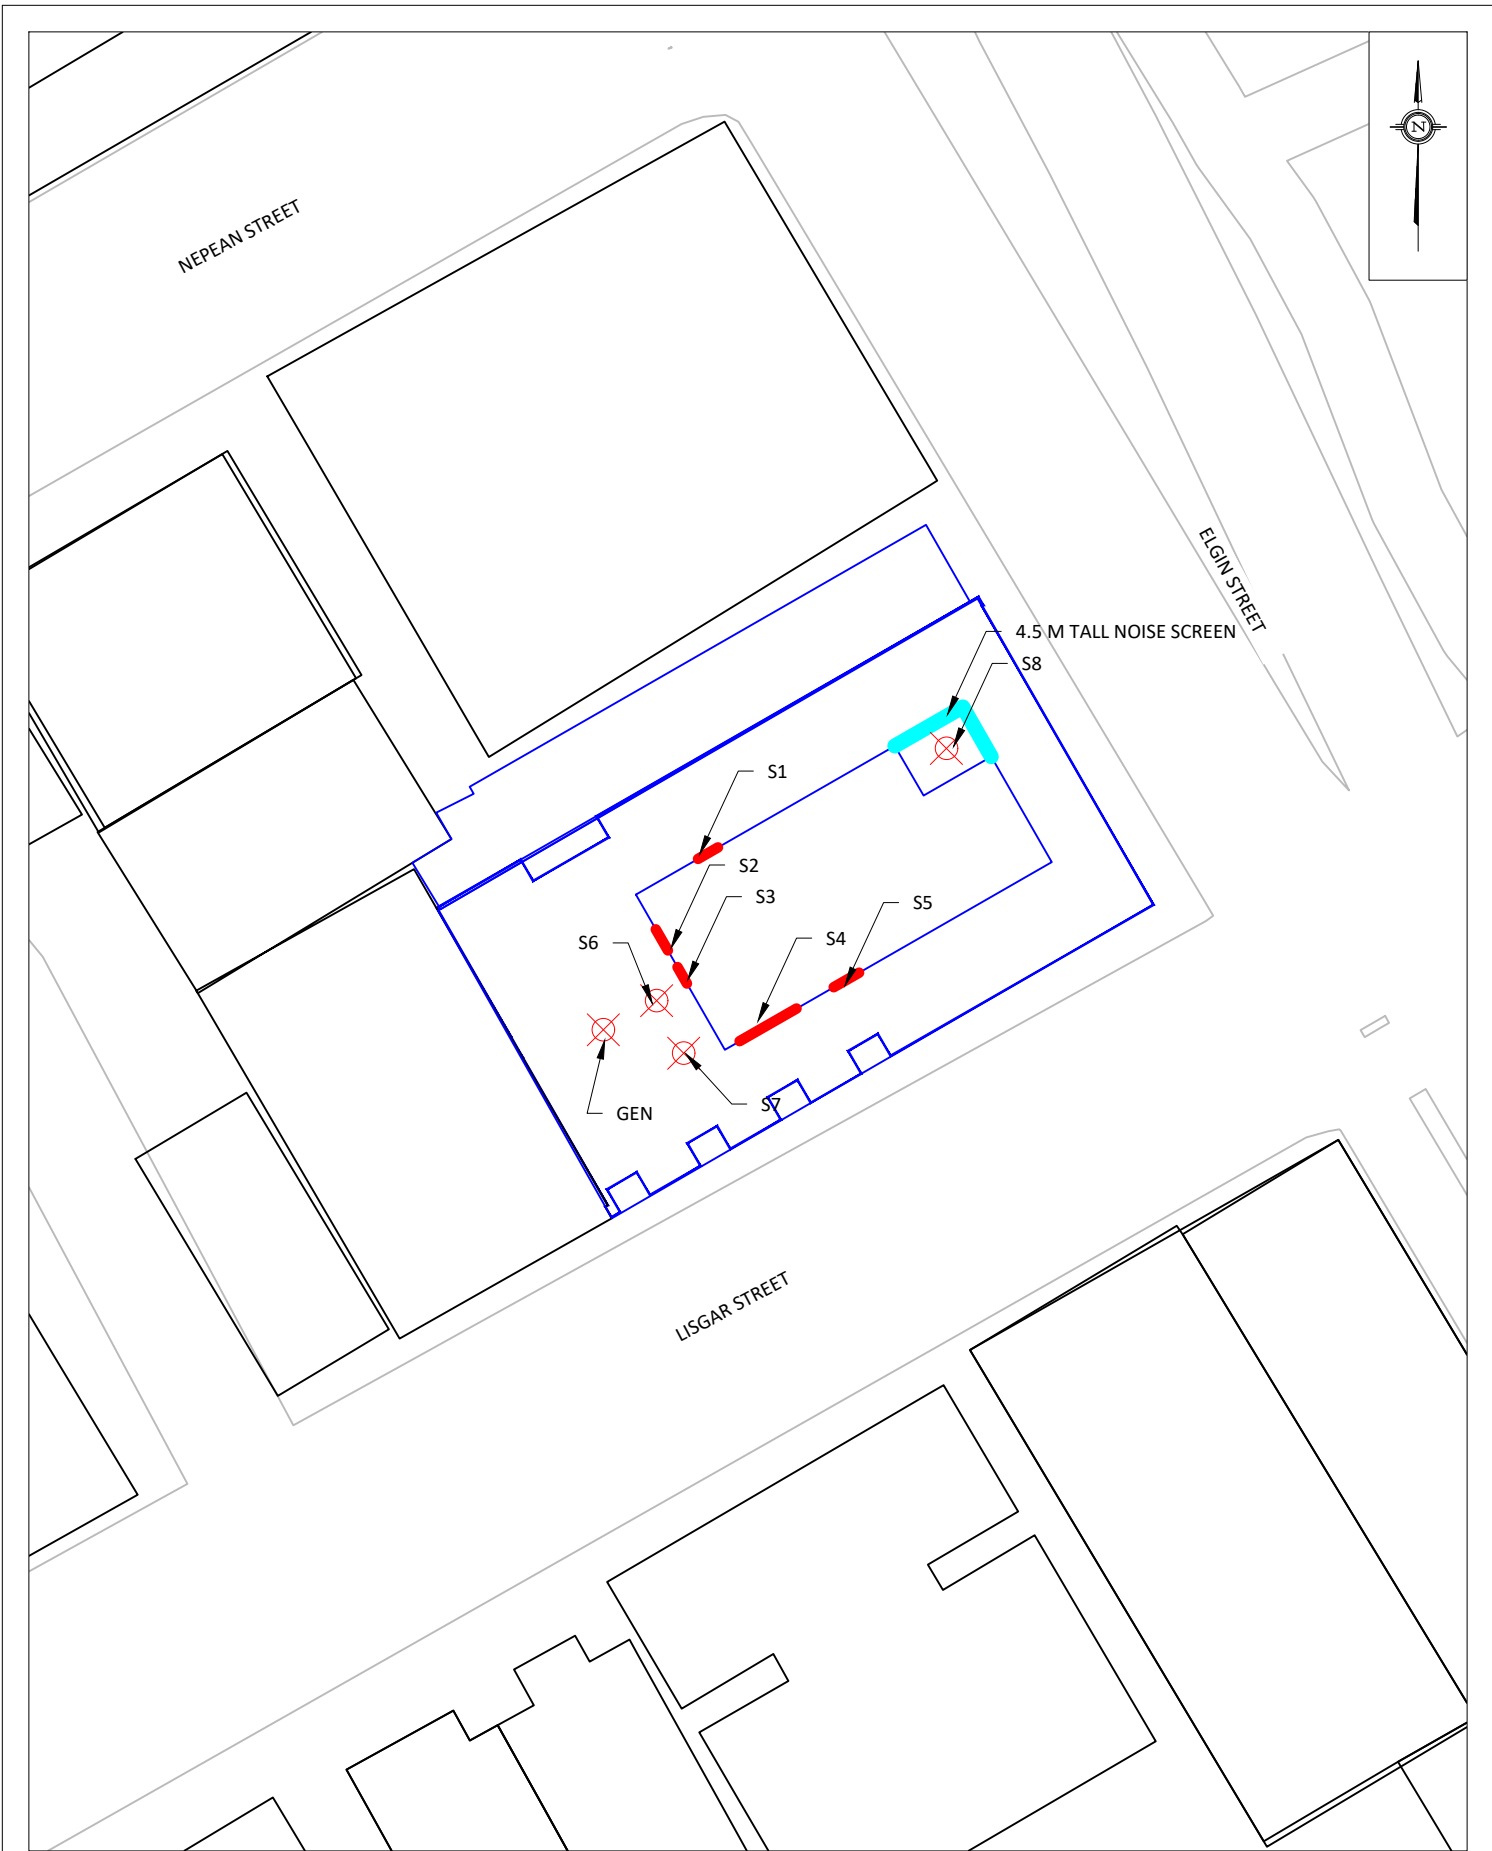 N
NEPEAN STREET
ELGIN STREET
4.5 M TALL NOISE SCREEN
S8
S1
S2
S3
S5
S4
S6
GEN
S7
LISGAR STREET